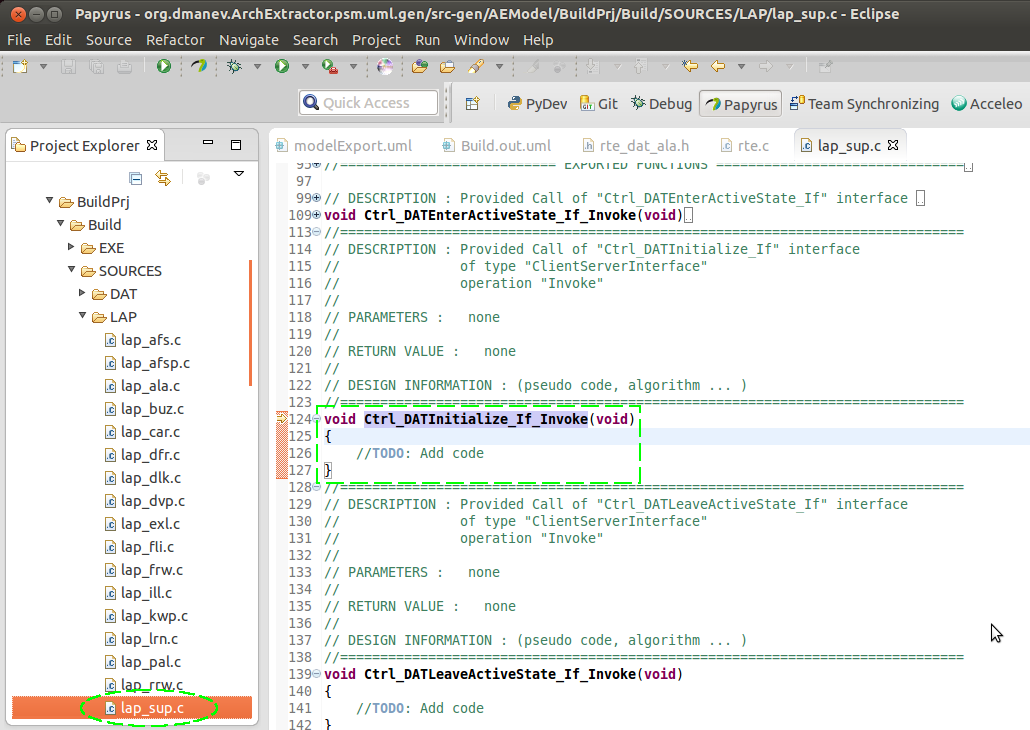 Papyrus - org.dmanev.ArchExtractor.psm.uml.gen/src-gen/AEModel/BuildPrj/Build/SOURCES/LAP/lap_sup.c - Eclipse
File Edit Source Refactor Navigate Search Project Run Window Help
Quick Access
PyDev Git Debug Papyrus Team Synchronizing Acceleo
Project Explorer
BuildPrj
Build
EXE
SOURCES
DAT
LAP
lap_afs.c
lap_afsp.c
lap_ala.c
lap_buz.c
lap_car.c
lap_dfr.c
lap_dlk.c
lap_dvp.c
lap_exl.c
lap_fli.c
lap_frw.c
lap_ill.c
lap_kwp.c
lap_lrn.c
lap_pal.c
lap_rrw.c
lap_sup.c
modelExport.uml Build.out.uml rte_dat_ala.h rte.c lap_sup.c
95 //=========================== EXPORTED FUNCTIONS ===============================
97
99 // DESCRIPTION : Provided Call of "Ctrl_DATEnterActiveState_If" interface
109 void Ctrl_DATEnterActiveState_If_Invoke(void)
113 //==============================================================================
114 // DESCRIPTION : Provided Call of "Ctrl_DATInitialize_If" interface
115 // of type "ClientServerInterface"
116 // operation "Invoke"
117 //
118 // PARAMETERS : none
119 //
120 // RETURN VALUE : none
121 //
122 // DESIGN INFORMATION : (pseudo code, algorithm ... )
123 //==============================================================================
124 void Ctrl_DATInitialize_If_Invoke(void)
125 {
126 //TODO: Add code
127 }
128 //==============================================================================
129 // DESCRIPTION : Provided Call of "Ctrl_DATLeaveActiveState_If" interface
130 // of type "ClientServerInterface"
131 // operation "Invoke"
132 //
133 // PARAMETERS : none
134 //
135 // RETURN VALUE : none
136 //
137 // DESIGN INFORMATION : (pseudo code, algorithm ... )
138 //==============================================================================
139 void Ctrl_DATLeaveActiveState_If_Invoke(void)
140 {
141 //TODO: Add code
142 }